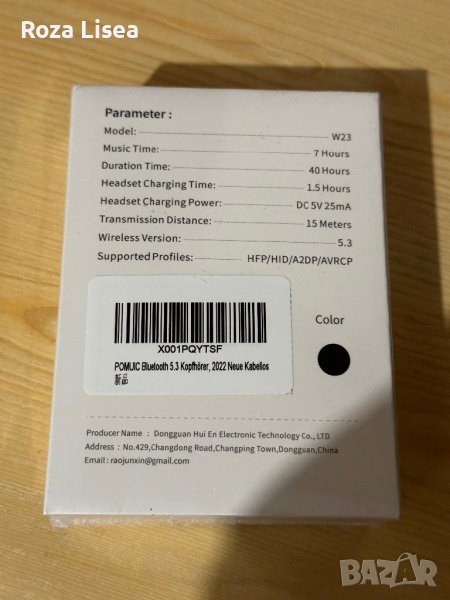 Roza Lisea
Parameter :
Model: W23
Music Time: 7 Hours
Duration Time: 40 Hours
Headset Charging Time: 1.5 Hours
Headset Charging Power: DC 5V 25mA
Transmission Distance: 15 Meters
Wireless Version: 5.3
Supported Profiles: HFP/HID/A2DP/AVRCP
X001PQYTSF
POMUIC Bluetooth 5.3 Kopfhörer, 2022 Neue Kabellos
新品
Color
Producer Name : Dongguan Hui En Electronic Technology Co., LTD
Address : No.429,Changdong Road,Changping Town,Dongguan,China
Email : raojunxin@gmail.com
BAZAR